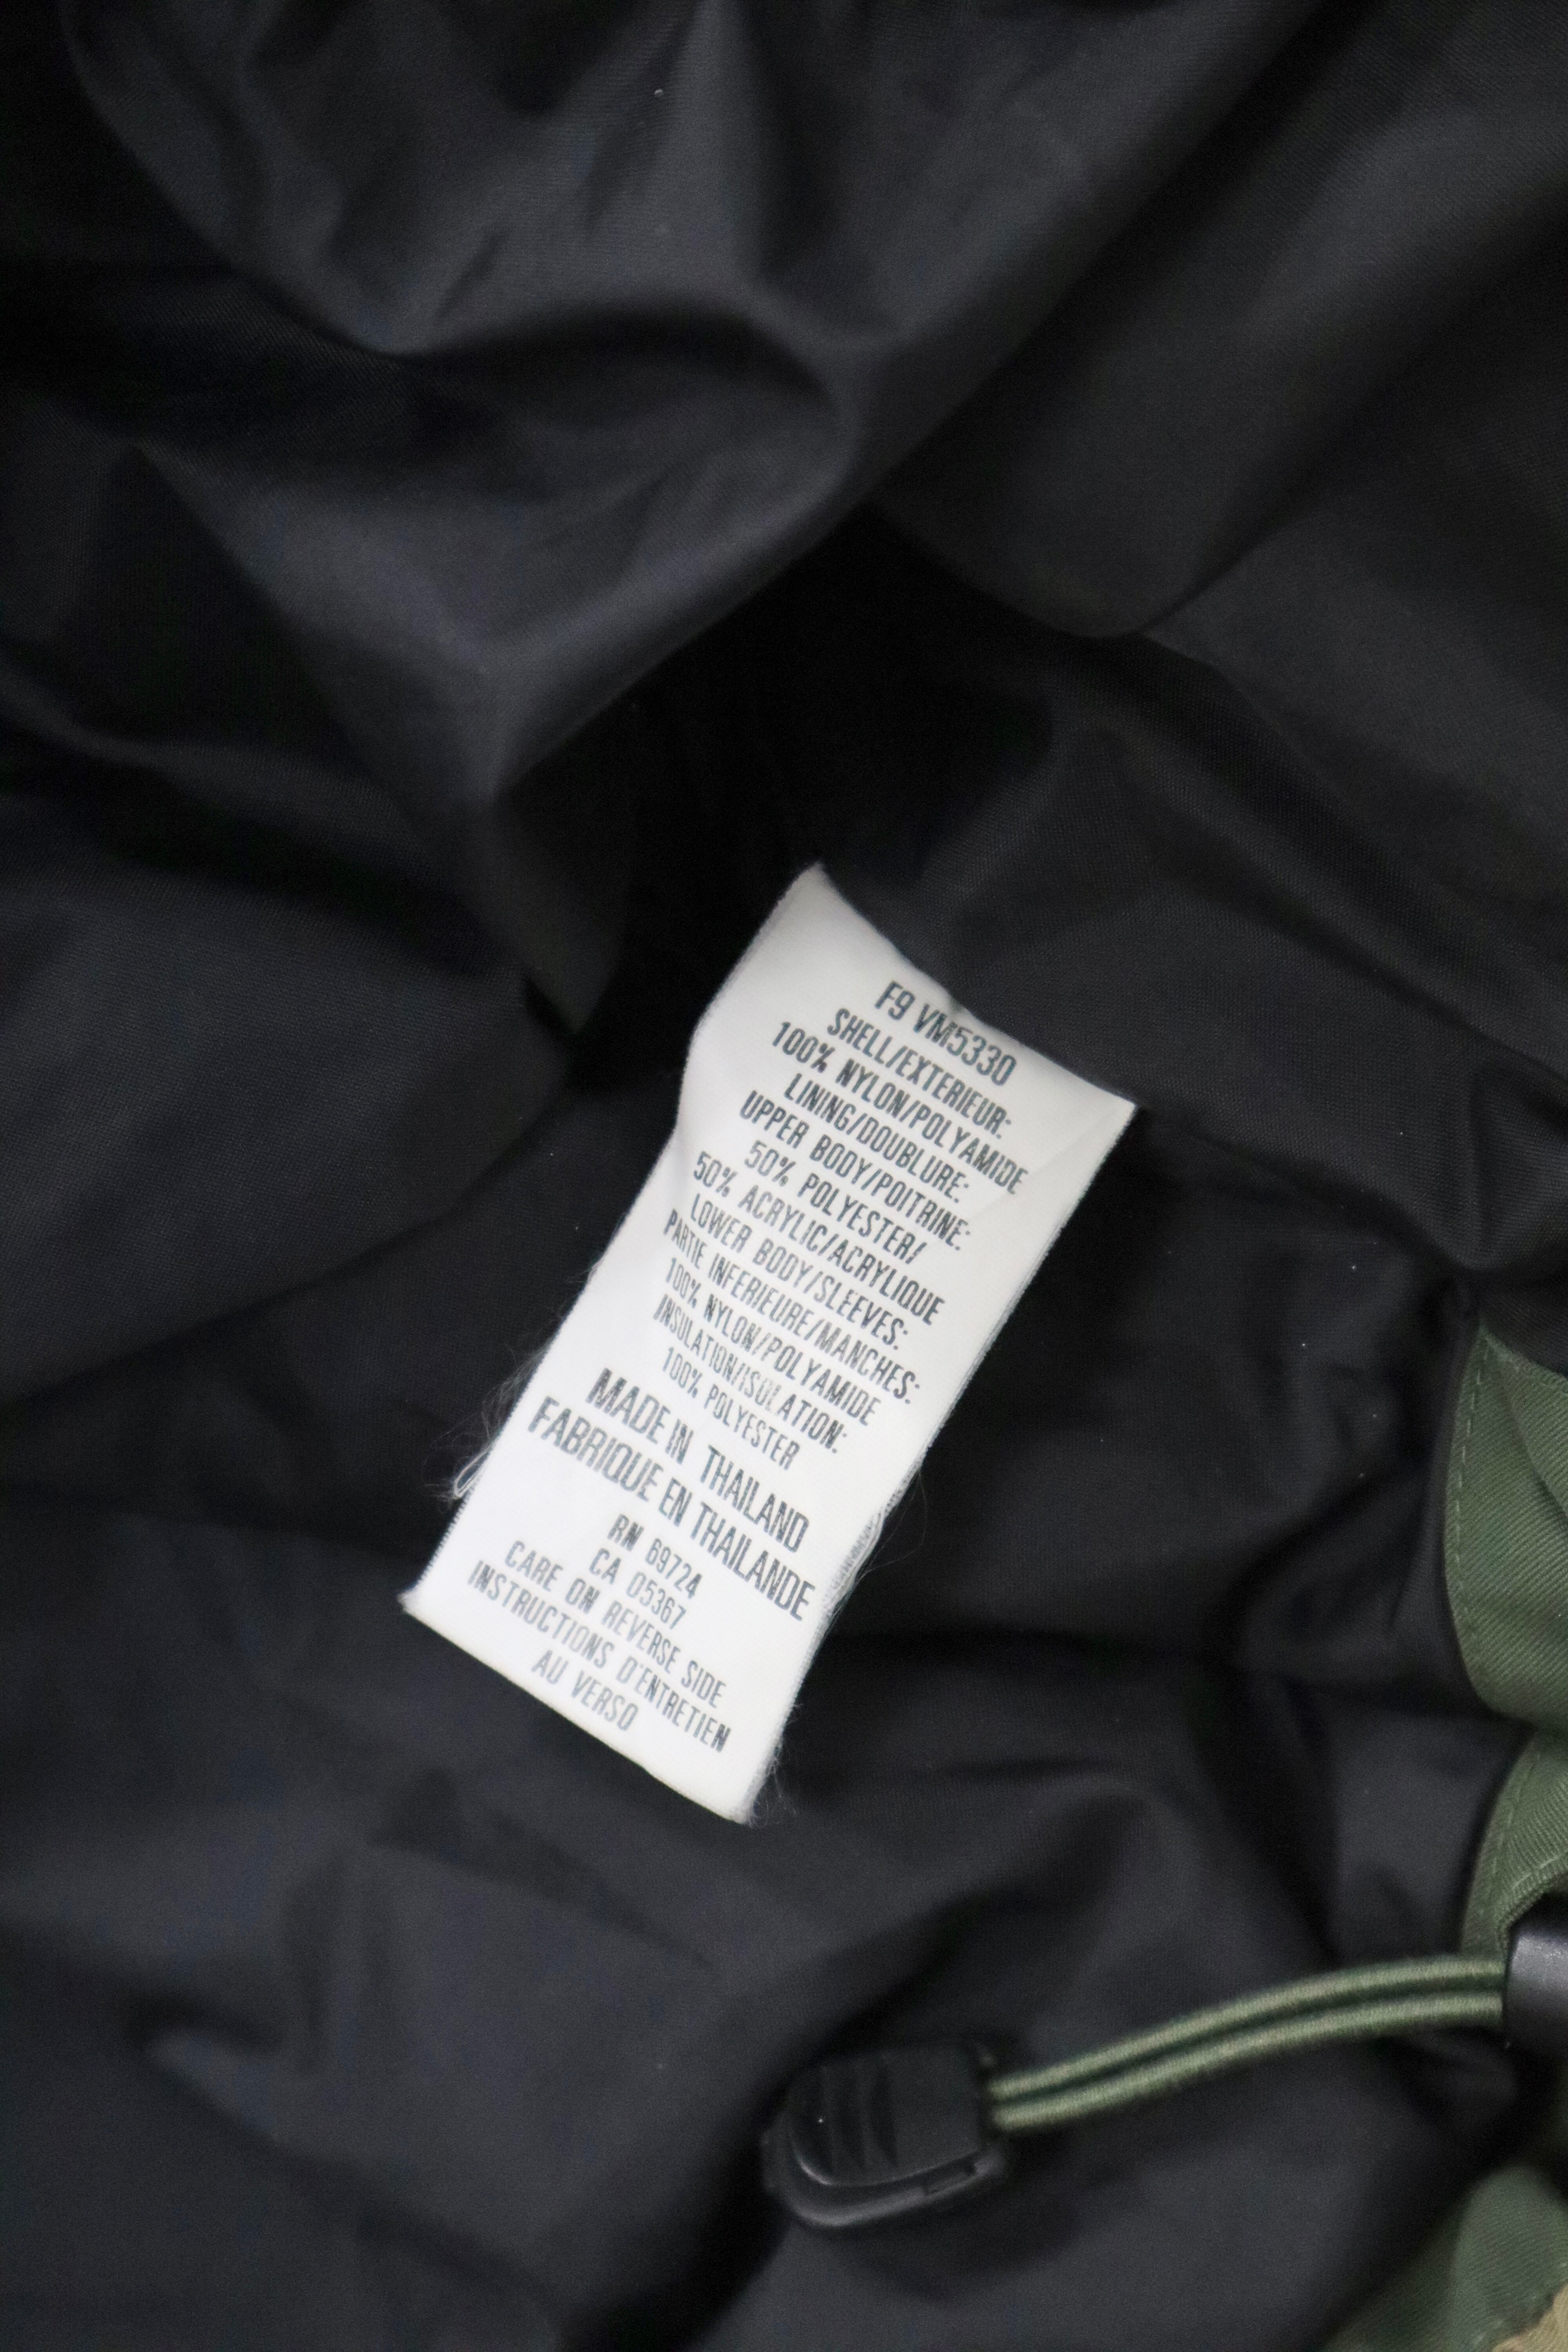 F9 VM5330
SHELL/EXTERIEUR:
100% NYLON/POLYAMIDE
LINING/DOUBLURE:
UPPER BODY/POITRINE:
50% POLYESTER/
50% ACRYLIC/ACRYLIQUE
LOWER BODY/SLEEVES:
PARTIE INFERIEURE/MANCHES:
100% NYLON/POLYAMIDE
INSULATION/ISOLATION:
100% POLYESTER
MADE IN THAILAND
FABRIQUE EN THAILANDE
RN 69724
CA 05367
CARE ON REVERSE SIDE
INSTRUCTIONS D'ENTRETIEN
AU VERSO